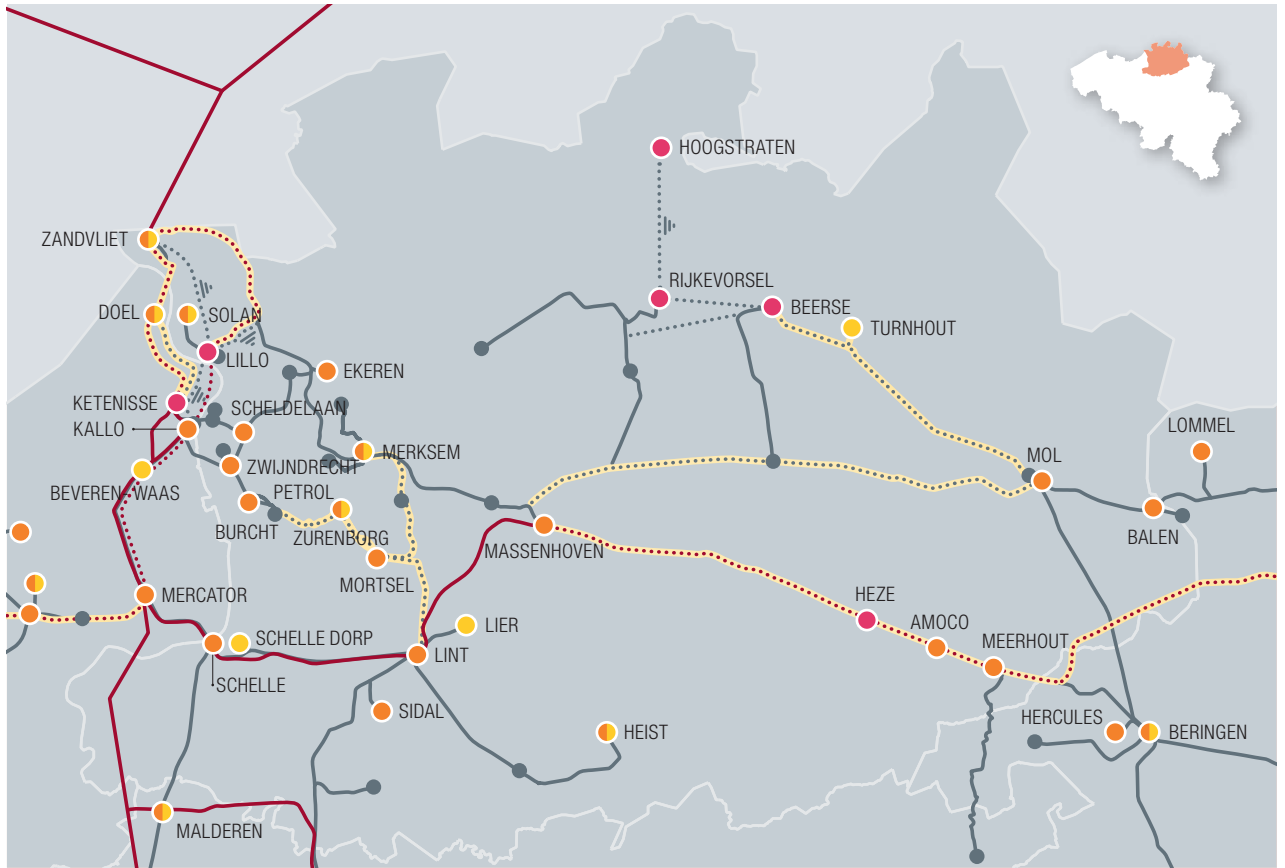 HOOGSTRATEN
ZANDVLIET
RIJKEVORSEL
BEERSE
DOEL
SOLAN
TURNHOUT
LILLO
EKEREN
KETENISSE
SCHELDELAAN
KALLO
LOMMEL
MERKSEM
MOL
ZWIJNDRECHT
BEVEREN-WAAS
PETROL
BURCHT
ZURENBORG
MASSENHOVEN
BALEN
MORTSEL
MERCATOR
HEZE
AMOCO
LIER
SCHELLE DORP
MEERHOUT
LINT
SCHELLE
SIDAL
HERCULES
HEIST
BERINGEN
MALDEREN